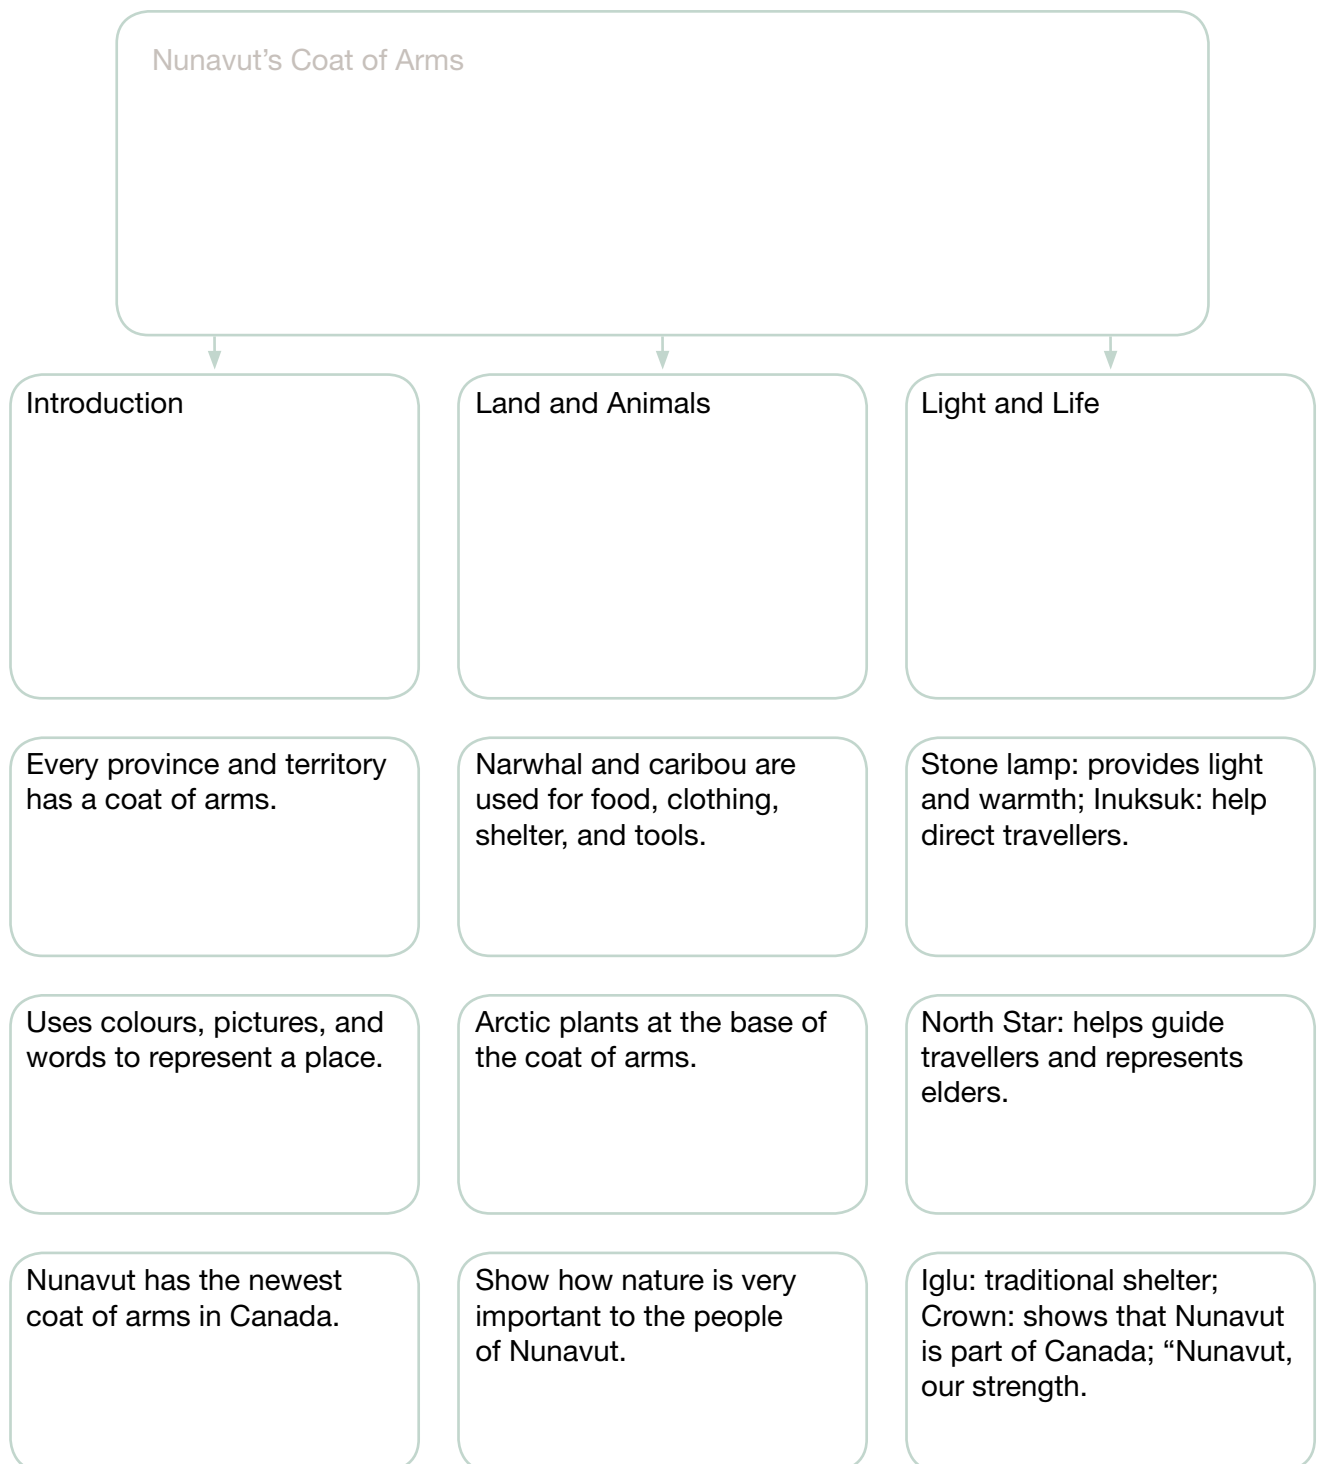 Nunavut’s Coat of Arms
Introduction
Land and Animals
Light and Life
Every province and territory
has a coat of arms.
Narwhal and caribou are
used for food, clothing,
shelter, and tools.
Stone lamp: provides light
and warmth; Inuksuk: help
direct travellers.
Uses colours, pictures, and
words to represent a place.
Arctic plants at the base of
the coat of arms.
North Star: helps guide
travellers and represents
elders.
Nunavut has the newest
coat of arms in Canada.
Show how nature is very
important to the people
of Nunavut.
Iglu: traditional shelter;
Crown: shows that Nunavut
is part of Canada; “Nunavut,
our strength.